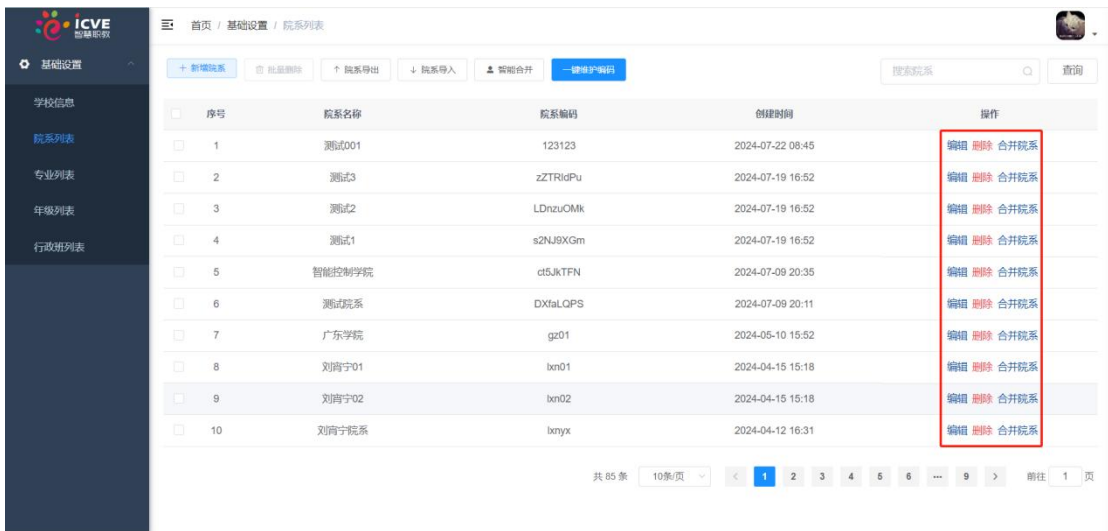 iCVE
智慧职教
首页 / 基础设置 / 院系列表
基础设置
学校信息
院系列表
专业列表
年级列表
行政班列表
+ 新增院系 批量删除 ↑ 院系导出 ↓ 院系导入 智能合并 一键维护编码 搜索院系 查询
序号 院系名称 院系编码 创建时间 操作
1 测试001 123123 2024-07-22 08:45 编辑 删除 合并院系
2 测试3 zZTRIdPu 2024-07-19 16:52 编辑 删除 合并院系
3 测试2 LDnzuOMk 2024-07-19 16:52 编辑 删除 合并院系
4 测试1 s2NJ9XGm 2024-07-19 16:52 编辑 删除 合并院系
5 智能控制学院 ct5JkTFN 2024-07-09 20:35 编辑 删除 合并院系
6 测试院系 DXfaLQPS 2024-07-09 20:11 编辑 删除 合并院系
7 广东学院 gz01 2024-05-10 15:52 编辑 删除 合并院系
8 刘宵宁01 lxn01 2024-04-15 15:18 编辑 删除 合并院系
9 刘宵宁02 lxn02 2024-04-15 15:18 编辑 删除 合并院系
10 刘宵宁院系 lxnyx 2024-04-12 16:31 编辑 删除 合并院系
共 85 条 10条/页 < 1 2 3 4 5 6 ··· 9 > 前往 1 页